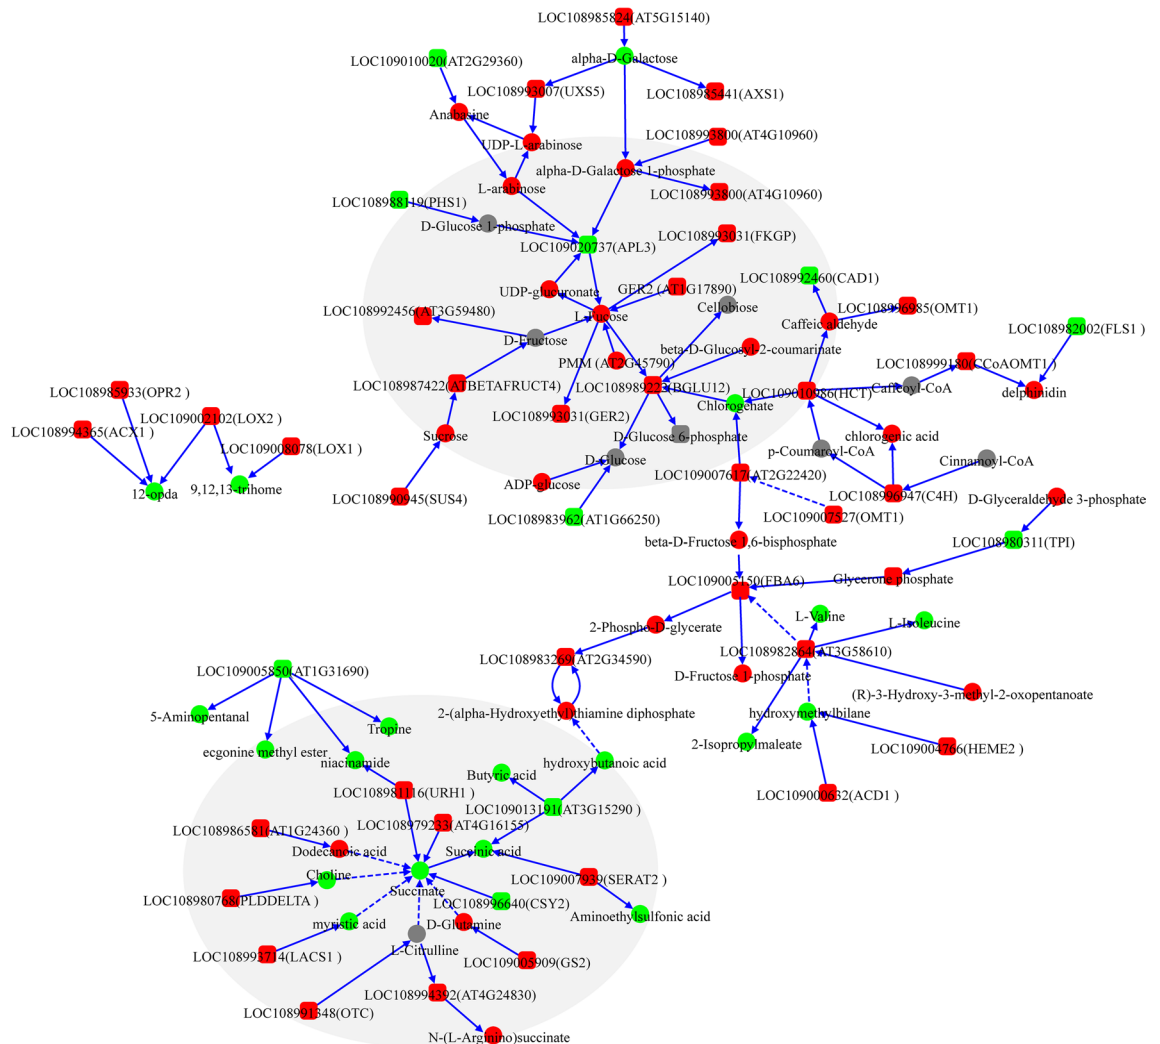 LOC108985824(AT5G15140)
alpha-D-Galactose
LOC109010020(AT2G29360)
LOC108993007(UXS5)
LOC108985441(AXS1)
Anabasine
LOC108993800(AT4G10960)
UDP-L-arabinose
alpha-D-Galactose 1-phosphate
L-arabinose
LOC108993800(AT4G10960)
LOC108988119(PHS1)
D-Glucose 1-phosphate
LOC108993031(FKGP)
LOC109020737(APL3)
LOC108992460(CAD1)
UDP-glucuronate
GER2 (AT1G17890)
Cellobiose
LOC108996985(OMT1)
LOC108992456(AT3G59480)
L-Fucose
Caffeic aldehyde
LOC108982002(FLS1 )
D-Fructose
beta-D-Glucosyl-2-coumarinate
PMM (AT2G45790)
LOC108999180(CCoAOMT1 )
LOC108987422(ATBETAFRUCT4)
LOC108989223(BGLU12)
LOC109010986(HCT)
Caffeoyl-CoA
delphinidin
LOC108985933(OPR2 )
Chlorogenate
LOC109002102(LOX2 )
LOC108993031(GER2)
LOC108994365(ACX1 )
Sucrose
D-Glucose 6-phosphate
chlorogenic acid
LOC109008078(LOX1 )
p-Coumaroyl-CoA
D-Glucose
Cinnamoyl-CoA
LOC109007617(AT2G22420)
12-opda
9,12,13-trihome
ADP-glucose
LOC108990945(SUS4)
LOC108996947(C4H)
D-Glyceraldehyde 3-phosphate
LOC108983962(AT1G66250)
LOC109007527(OMT1)
beta-D-Fructose 1,6-bisphosphate
LOC108980311(TPI)
LOC109005150(FBA6)
Glycerone phosphate
L-Valine
2-Phospho-D-glycerate
L-Isoleucine
LOC108983269(AT2G34590)
LOC108982864(AT3G58610)
LOC109005850(AT1G31690)
D-Fructose 1-phosphate
(R)-3-Hydroxy-3-methyl-2-oxopentanoate
5-Aminopentanal
2-(alpha-Hydroxyethyl)thiamine diphosphate
hydroxymethylbilane
Tropine
2-Isopropylmaleate
LOC109004766(HEME2 )
ecgonine methyl ester
niacinamide
hydroxybutanoic acid
Butyric acid
LOC108981116(URH1 )
LOC109000632(ACD1 )
LOC109013191(AT3G15290 )
LOC108986581(AT1G24360 )
LOC108979233(AT4G16155)
Dodecanoic acid
Succinic acid
Choline
LOC109007939(SERAT2 )
Succinate
LOC108980768(PLDDELTA )
LOC108996640(CSY2)
Aminoethylsulfonic acid
myristic acid
D-Glutamine
L-Citrulline
LOC108993714(LACS1 )
LOC109005909(GS2)
LOC108994392(AT4G24830)
LOC108991348(OTC)
N-(L-Arginino)succinate